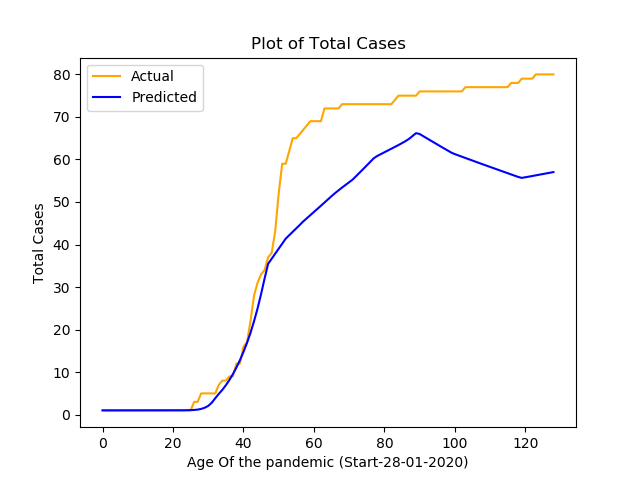 Plot of Total Cases
Actual
Predicted
80
70
60
50
40
30
20
10
0
Total Cases
0 20 40 60 80 100 120
Age Of the pandemic (Start-28-01-2020)